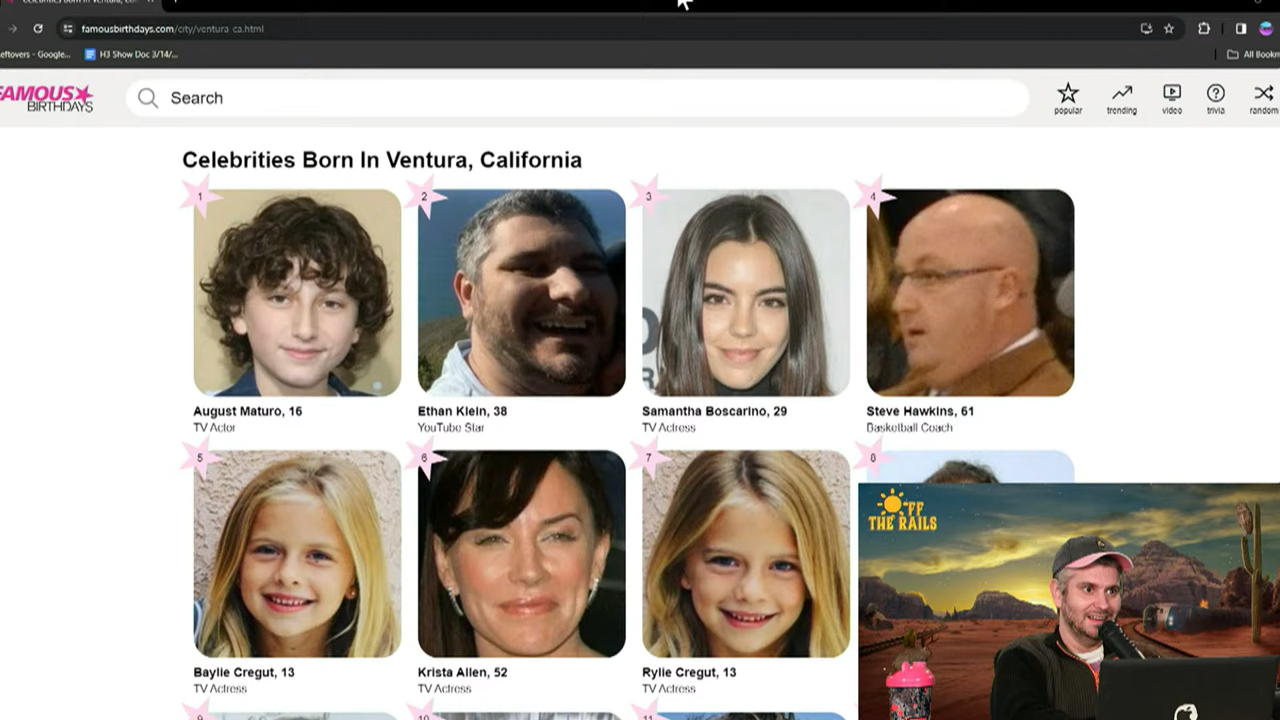 famousbirthdays.com/city/ventura_ca.html
eftovers - Google...
H3 Show Doc 3/14/...
All Bookm
FAMOUS
BIRTHDAYS
Search
popular
trending
video
trivia
random
Celebrities Born In Ventura, California
1
2
3
4
August Maturo, 16
Ethan Klein, 38
Samantha Boscarino, 29
Steve Hawkins, 61
TV Actor
YouTube Star
TV Actress
Basketball Coach
5
6
7
8
OFF
THE RAILS
Baylie Cregut, 13
Krista Allen, 52
Rylie Cregut, 13
TV Actress
TV Actress
TV Actress
9
10
11